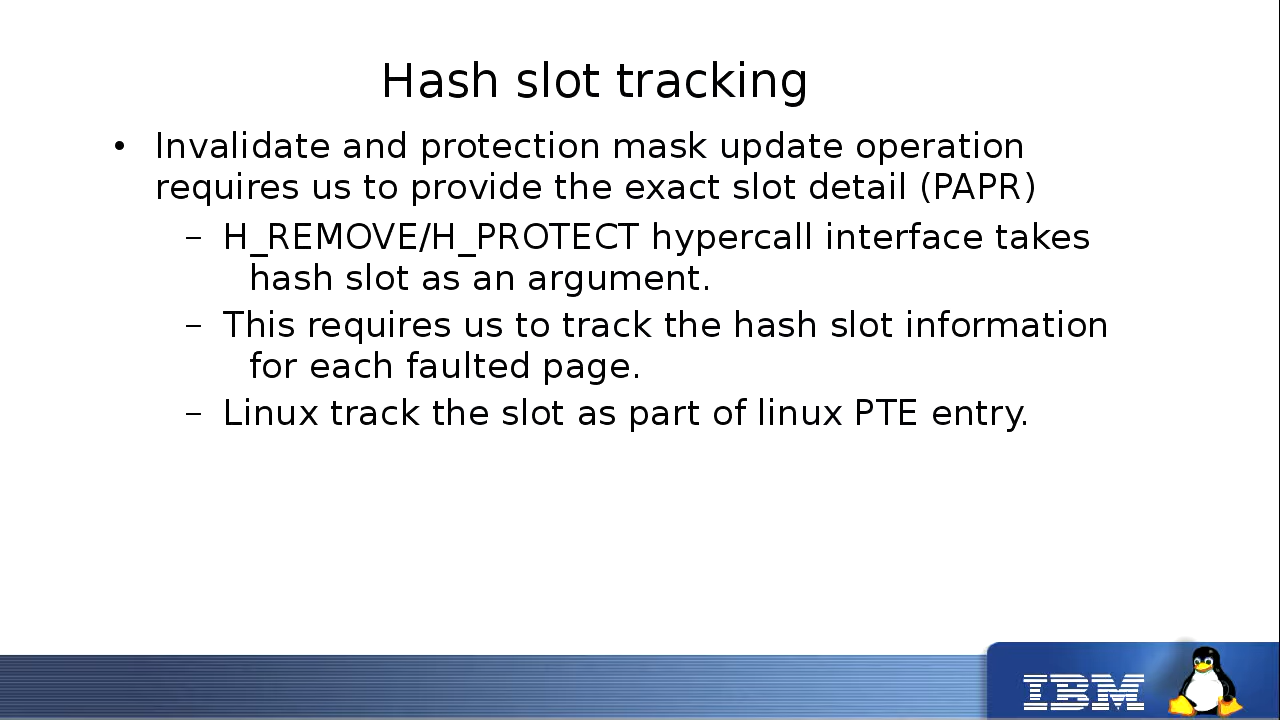 Hash slot tracking
• Invalidate and protection mask update operation
requires us to provide the exact slot detail (PAPR)
– H_REMOVE/H_PROTECT hypercall interface takes
hash slot as an argument.
– This requires us to track the hash slot information
for each faulted page.
– Linux track the slot as part of linux PTE entry.
IBM